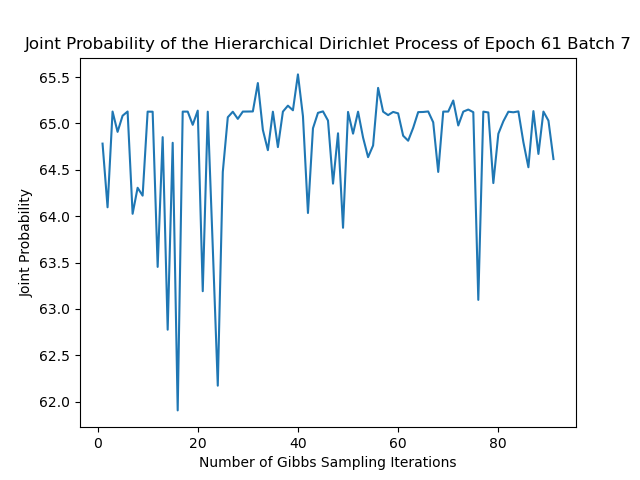 Joint Probability of the Hierarchical Dirichlet Process of Epoch 61 Batch 7
65.5
65.0
64.5
64.0
63.5
63.0
62.5
62.0
Joint Probability
0 20 40 60 80
Number of Gibbs Sampling Iterations